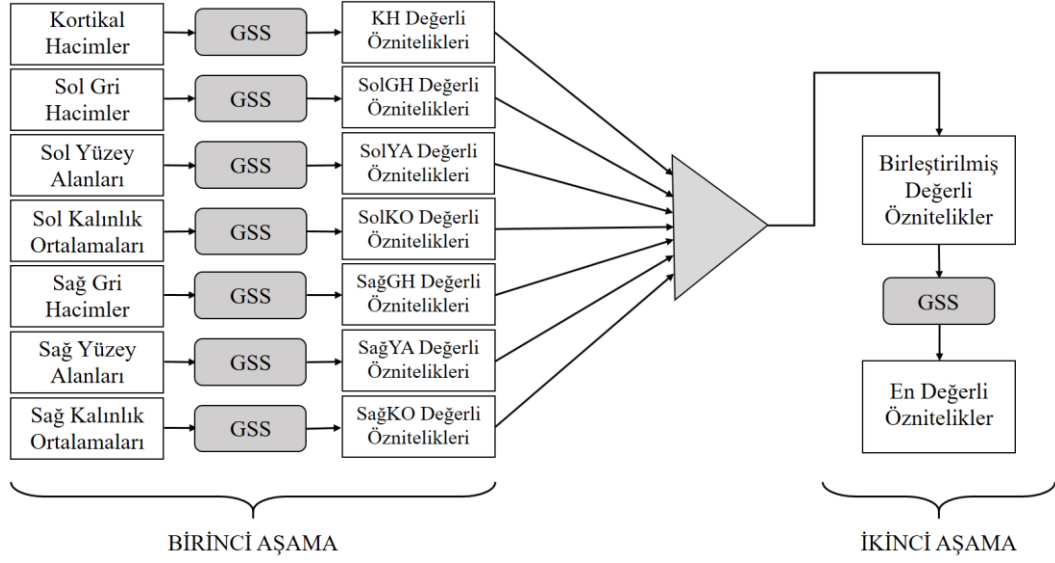 Kortikal
Hacimler
GSS
KH Değerli
Öznitelikleri
Sol Gri
Hacimler
GSS
SolGH Değerli
Öznitelikleri
Sol Yüzey
Alanları
GSS
SolYA Değerli
Öznitelikleri
Sol Kalınlık
Ortalamaları
GSS
SolKO Değerli
Öznitelikleri
Sağ Gri
Hacimler
GSS
SağGH Değerli
Öznitelikleri
Sağ Yüzey
Alanları
GSS
SağYA Değerli
Öznitelikleri
Sağ Kalınlık
Ortalamaları
GSS
SağKO Değerli
Öznitelikleri
BİRİNCİ AŞAMA
Birleştirilmiş
Değerli
Öznitelikler
GSS
En Değerli
Öznitelikler
İKİNCİ AŞAMA